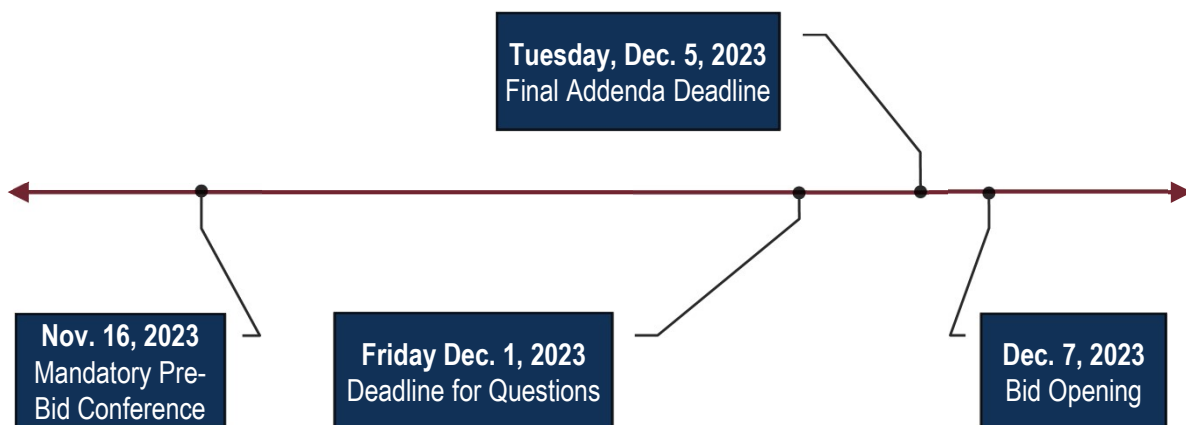 Tuesday, Dec. 5, 2023
Final Addenda Deadline
Nov. 16, 2023
Mandatory Pre-
Bid Conference
Friday Dec. 1, 2023
Deadline for Questions
Dec. 7, 2023
Bid Opening